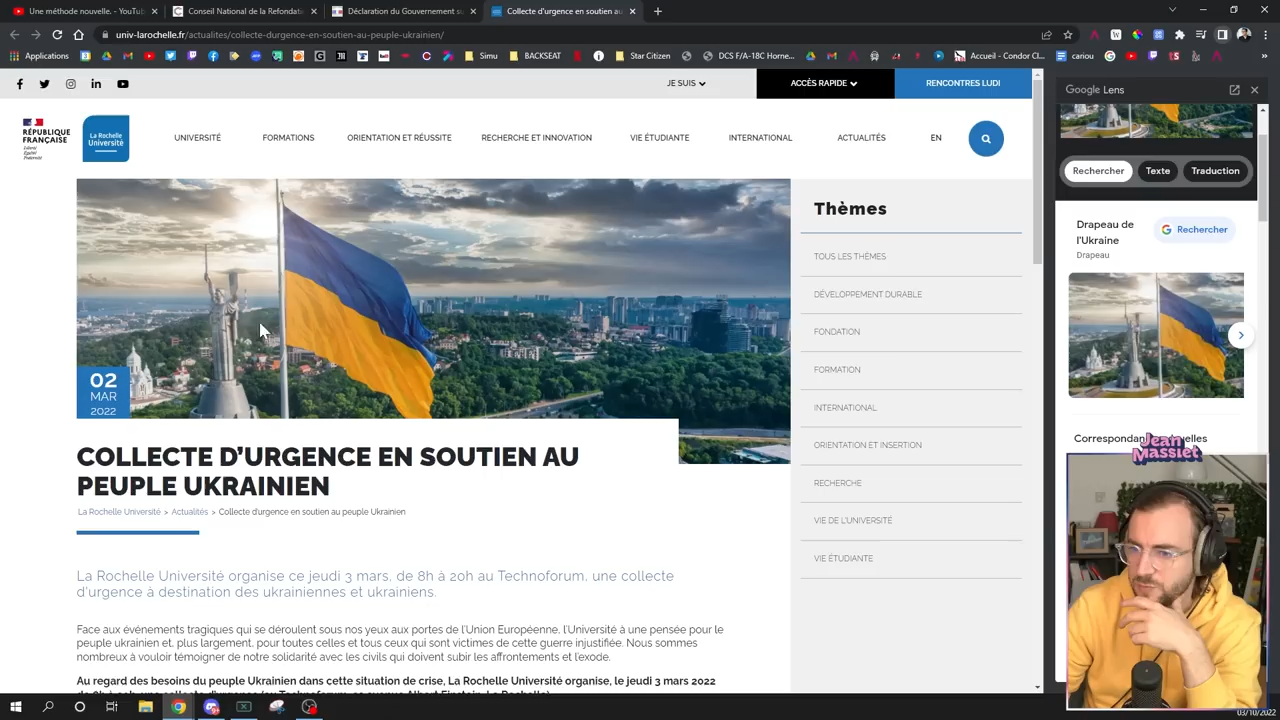 Une méthode nouvelle. - YouTub
Conseil National de la Refondati
Déclaration du Gouvernement su
Collecte d'urgence en soutien au
univ-larochelle.fr/actualites/collecte-durgence-en-soutien-au-peuple-ukrainien/
Applications
Simu
BACKSEAT
Star Citizen
DCS F/A-18C Horne...
Accueil - Condor Cl...
cariou
JE SUIS
ACCÈS RAPIDE
RENCONTRES LUDI
RÉPUBLIQUE
FRANÇAISE
Liberté
Égalité
Fraternité
La Rochelle
Université
UNIVERSITÉ
FORMATIONS
ORIENTATION ET RÉUSSITE
RECHERCHE ET INNOVATION
VIE ÉTUDIANTE
INTERNATIONAL
ACTUALITÉS
EN
02
MAR
2022
COLLECTE D'URGENCE EN SOUTIEN AU
PEUPLE UKRAINIEN
La Rochelle Université > Actualités > Collecte d'urgence en soutien au peuple Ukrainien
La Rochelle Université organise ce jeudi 3 mars, de 8h à 20h au Technoforum, une collecte
d'urgence à destination des ukrainiennes et ukrainiens.
Face aux événements tragiques qui se déroulent sous nos yeux aux portes de l'Union Européenne, l'Université à une pensée pour le
peuple ukrainien et, plus largement, pour toutes celles et tous ceux qui sont victimes de cette guerre injustifiée. Nous sommes
nombreux à vouloir témoigner de notre solidarité avec les civils qui doivent subir les affrontements et l'exode.
Au regard des besoins du peuple Ukrainien dans cette situation de crise, La Rochelle Université organise, le jeudi 3 mars 2022
Thèmes
TOUS LES THÈMES
DÉVELOPPEMENT DURABLE
FONDATION
FORMATION
INTERNATIONAL
ORIENTATION ET INSERTION
RECHERCHE
VIE DE L'UNIVERSITÉ
VIE ÉTUDIANTE
Google Lens
Rechercher
Texte
Traduction
Drapeau de
l'Ukraine
Drapeau
Rechercher
Jean
Massiet
03/10/2022